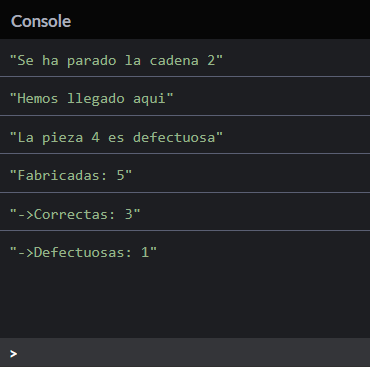 Console
"Se ha parado la cadena 2"
"Hemos llegado aqui"
"La pieza 4 es defectuosa"
"Fabricadas: 5"
"->Correctas: 3"
"->Defectuosas: 1"
>